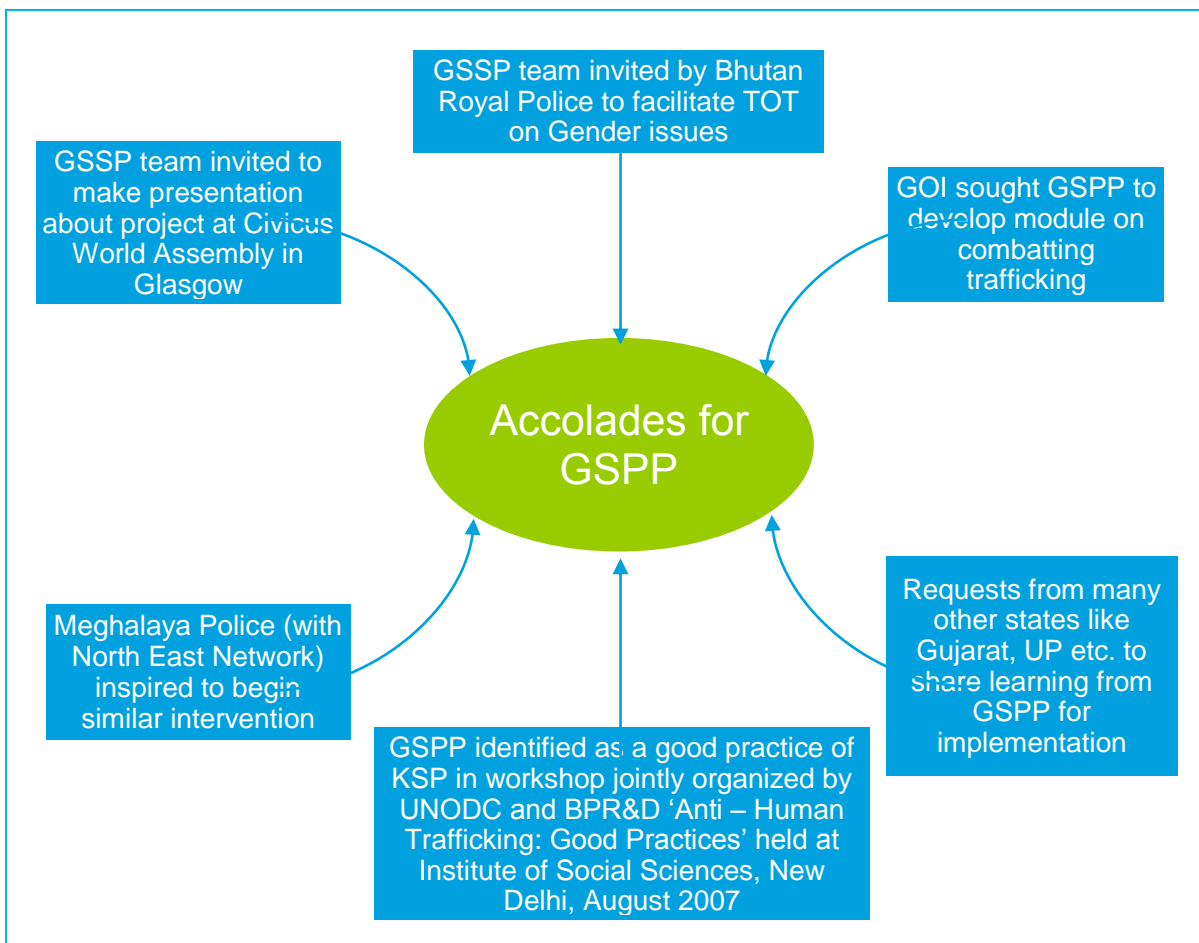 GSSP team invited by Bhutan
Royal Police to facilitate TOT
on Gender issues
GSSP team invited to
make presentation
about project at Civicus
World Assembly in
Glasgow
GOI sought GSPP to
develop module on
combatting
trafficking
Accolades for
GSPP
Meghalaya Police (with
North East Network)
inspired to begin
similar intervention
Requests from many
other states like
Gujarat, UP etc. to
share learning from
GSPP for
implementation
GSPP identified as a good practice of
KSP in workshop jointly organized by
UNODC and BPR&D ‘Anti – Human
Trafficking: Good Practices’ held at
Institute of Social Sciences, New
Delhi, August 2007